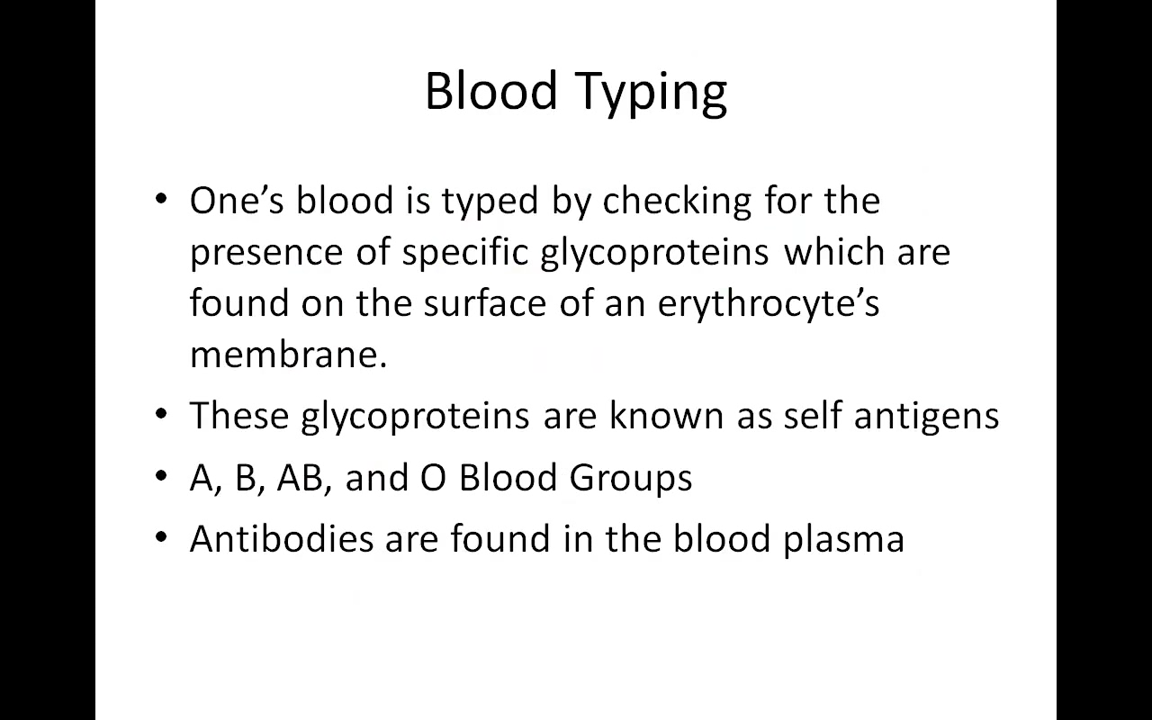 Blood Typing
• One’s blood is typed by checking for the
presence of specific glycoproteins which are
found on the surface of an erythrocyte’s
membrane.
• These glycoproteins are known as self antigens
• A, B, AB, and O Blood Groups
• Antibodies are found in the blood plasma